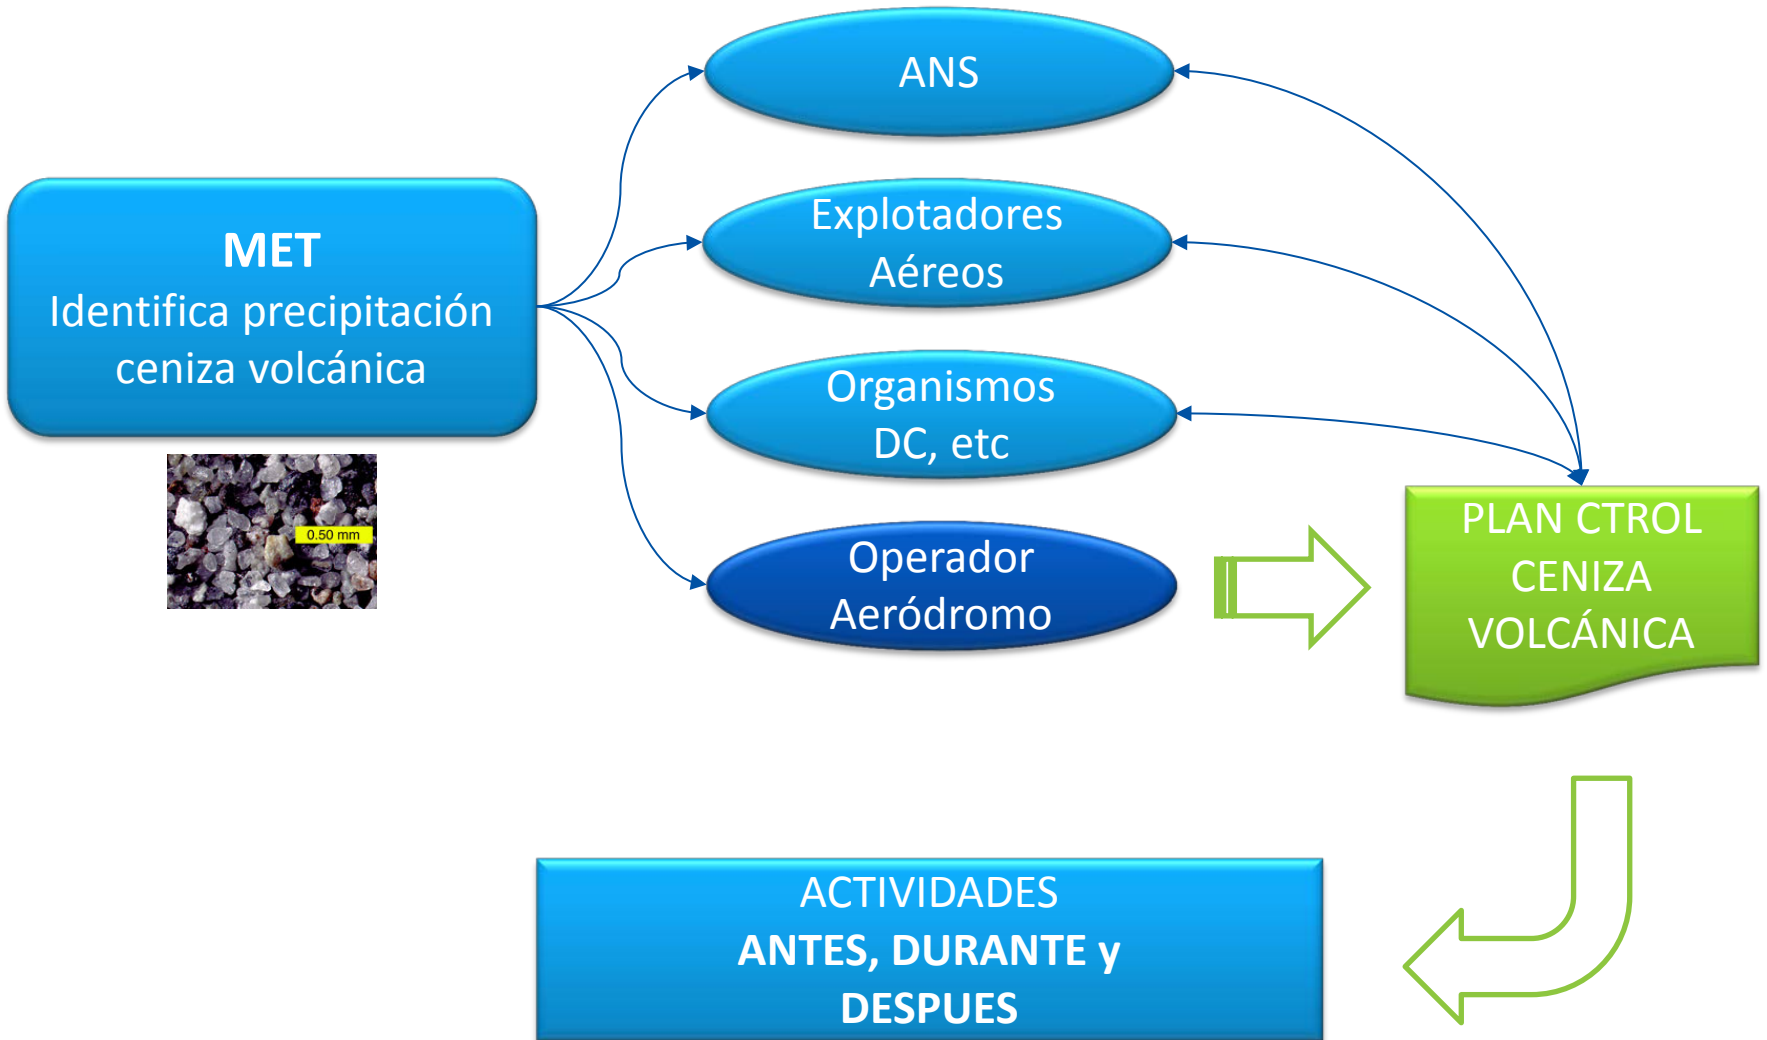 MET
Identifica precipitación
ceniza volcánica
0.50 mm
ANS
Explotadores
Aéreos
Organismos
DC, etc
Operador
Aeródromo
PLAN CTROL
CENIZA
VOLCÁNICA
ACTIVIDADES
ANTES, DURANTE y
DESPUES